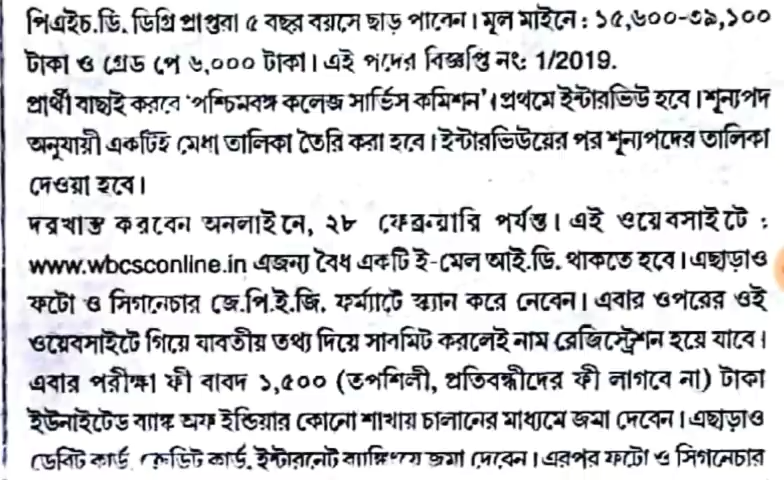 পিএইচ.ডি. ডিগ্রি প্রাপ্তরা ৫ বছর বয়সে ছাড় পাবেন। মূল মাইনে : ১৫,৬০০-৩৯,১০০
টাকা ও গ্রেড পে ৬,০০০ টাকা। এই পদের বিজ্ঞপ্তি নং: 1/2019.
প্রার্থী বাছাই করবে 'পশ্চিমবঙ্গ কলেজ সার্ভিস কমিশন'। প্রথমে ইন্টারভিউ হবে। শূন্যপদ
অনুযায়ী একটিই মেধা তালিকা তৈরি করা হবে। ইন্টারভিউয়ের পর শূন্যপদের তালিকা
দেওয়া হবে।
দরখাস্ত করবেন অনলাইনে, ২৮ ফেব্রুয়ারি পর্যন্ত। এই ওয়েবসাইটে :
www.wbcsconline.in এজন্য বৈধ একটি ই-মেল আই.ডি. থাকতে হবে। এছাড়াও
ফটো ও সিগনেচার জে.পি.ই.জি. ফর্ম্যাটে স্ক্যান করে নেবেন। এবার ওপরের ওই
ওয়েবসাইটে গিয়ে যাবতীয় তথ্য দিয়ে সাবমিট করলেই নাম রেজিস্ট্রেশন হয়ে যাবে।
এবার পরীক্ষা ফী বাবদ ১,৫০০ (তপশিলী, প্রতিবন্ধীদের ফী লাগবে না) টাকা
ইউনাইটেড ব্যাঙ্ক অফ ইন্ডিয়ার কোনো শাখায় চালানের মাধ্যমে জমা দেবেন। এছাড়াও
ডেবিট কার্ড, ক্রেডিট কার্ড, ইন্টারনেট জমা দেবেন। এরপর ফটো ও সিগনেচার